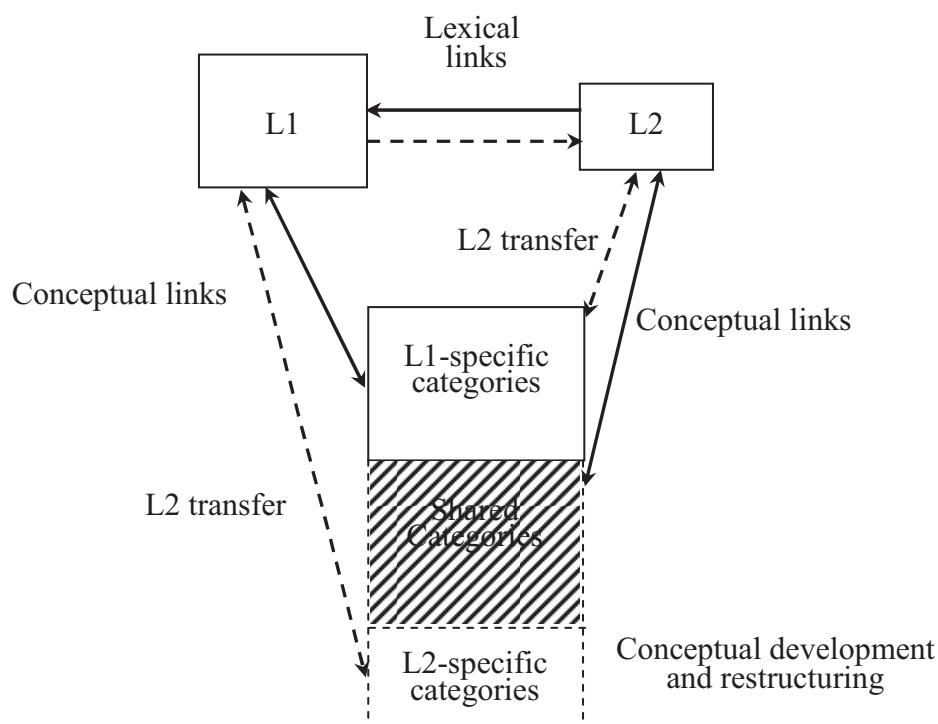 Lexical
links
L1
L2
L2 transfer
Conceptual links
Conceptual links
L1-specific
categories
L2 transfer
Shared
Categories
L2-specific
categories
Conceptual development
and restructuring